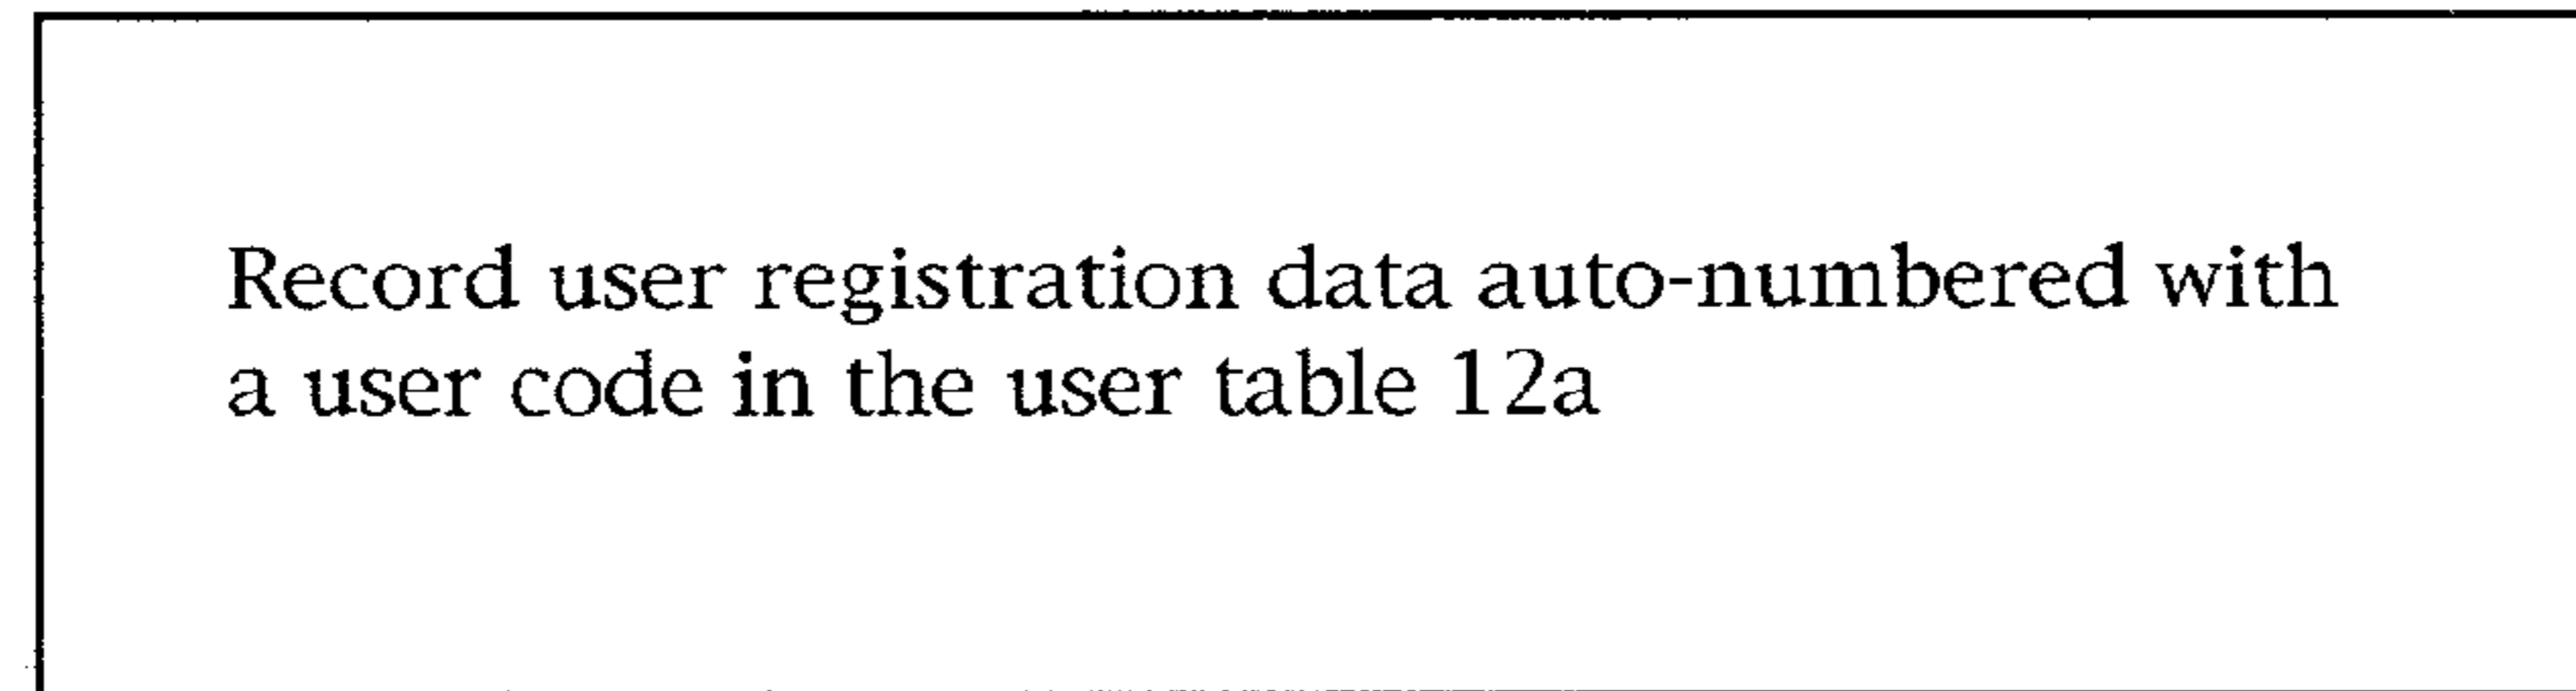 Record user registration data auto-numbered with
a user code in the user table 12a